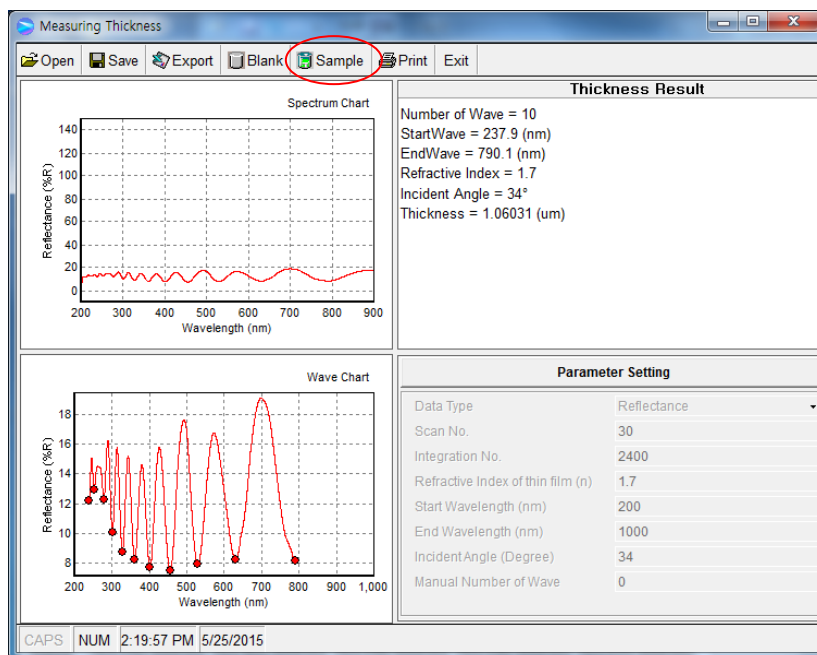 Measuring Thickness
Open Save Export Blank Sample Print Exit
Spectrum Chart
Reflectance (%R)
140
120
100
80
60
40
20
0
200 300 400 500 600 700 800 900
Wavelength (nm)
Thickness Result
Number of Wave = 10
StartWave = 237.9 (nm)
EndWave = 790.1 (nm)
Refractive Index = 1.7
Incident Angle = 34°
Thickness = 1.06031 (um)
Wave Chart
Reflectance (%R)
18
16
14
12
10
8
200 300 400 500 600 700 800 900 1,000
Wavelength (nm)
Parameter Setting
Data Type Reflectance
Scan No. 30
Integration No. 2400
Refractive Index of thin film (n) 1.7
Start Wavelength (nm) 200
End Wavelength (nm) 1000
Incident Angle (Degree) 34
Manual Number of Wave 0
CAPS NUM 2:19:57 PM 5/25/2015